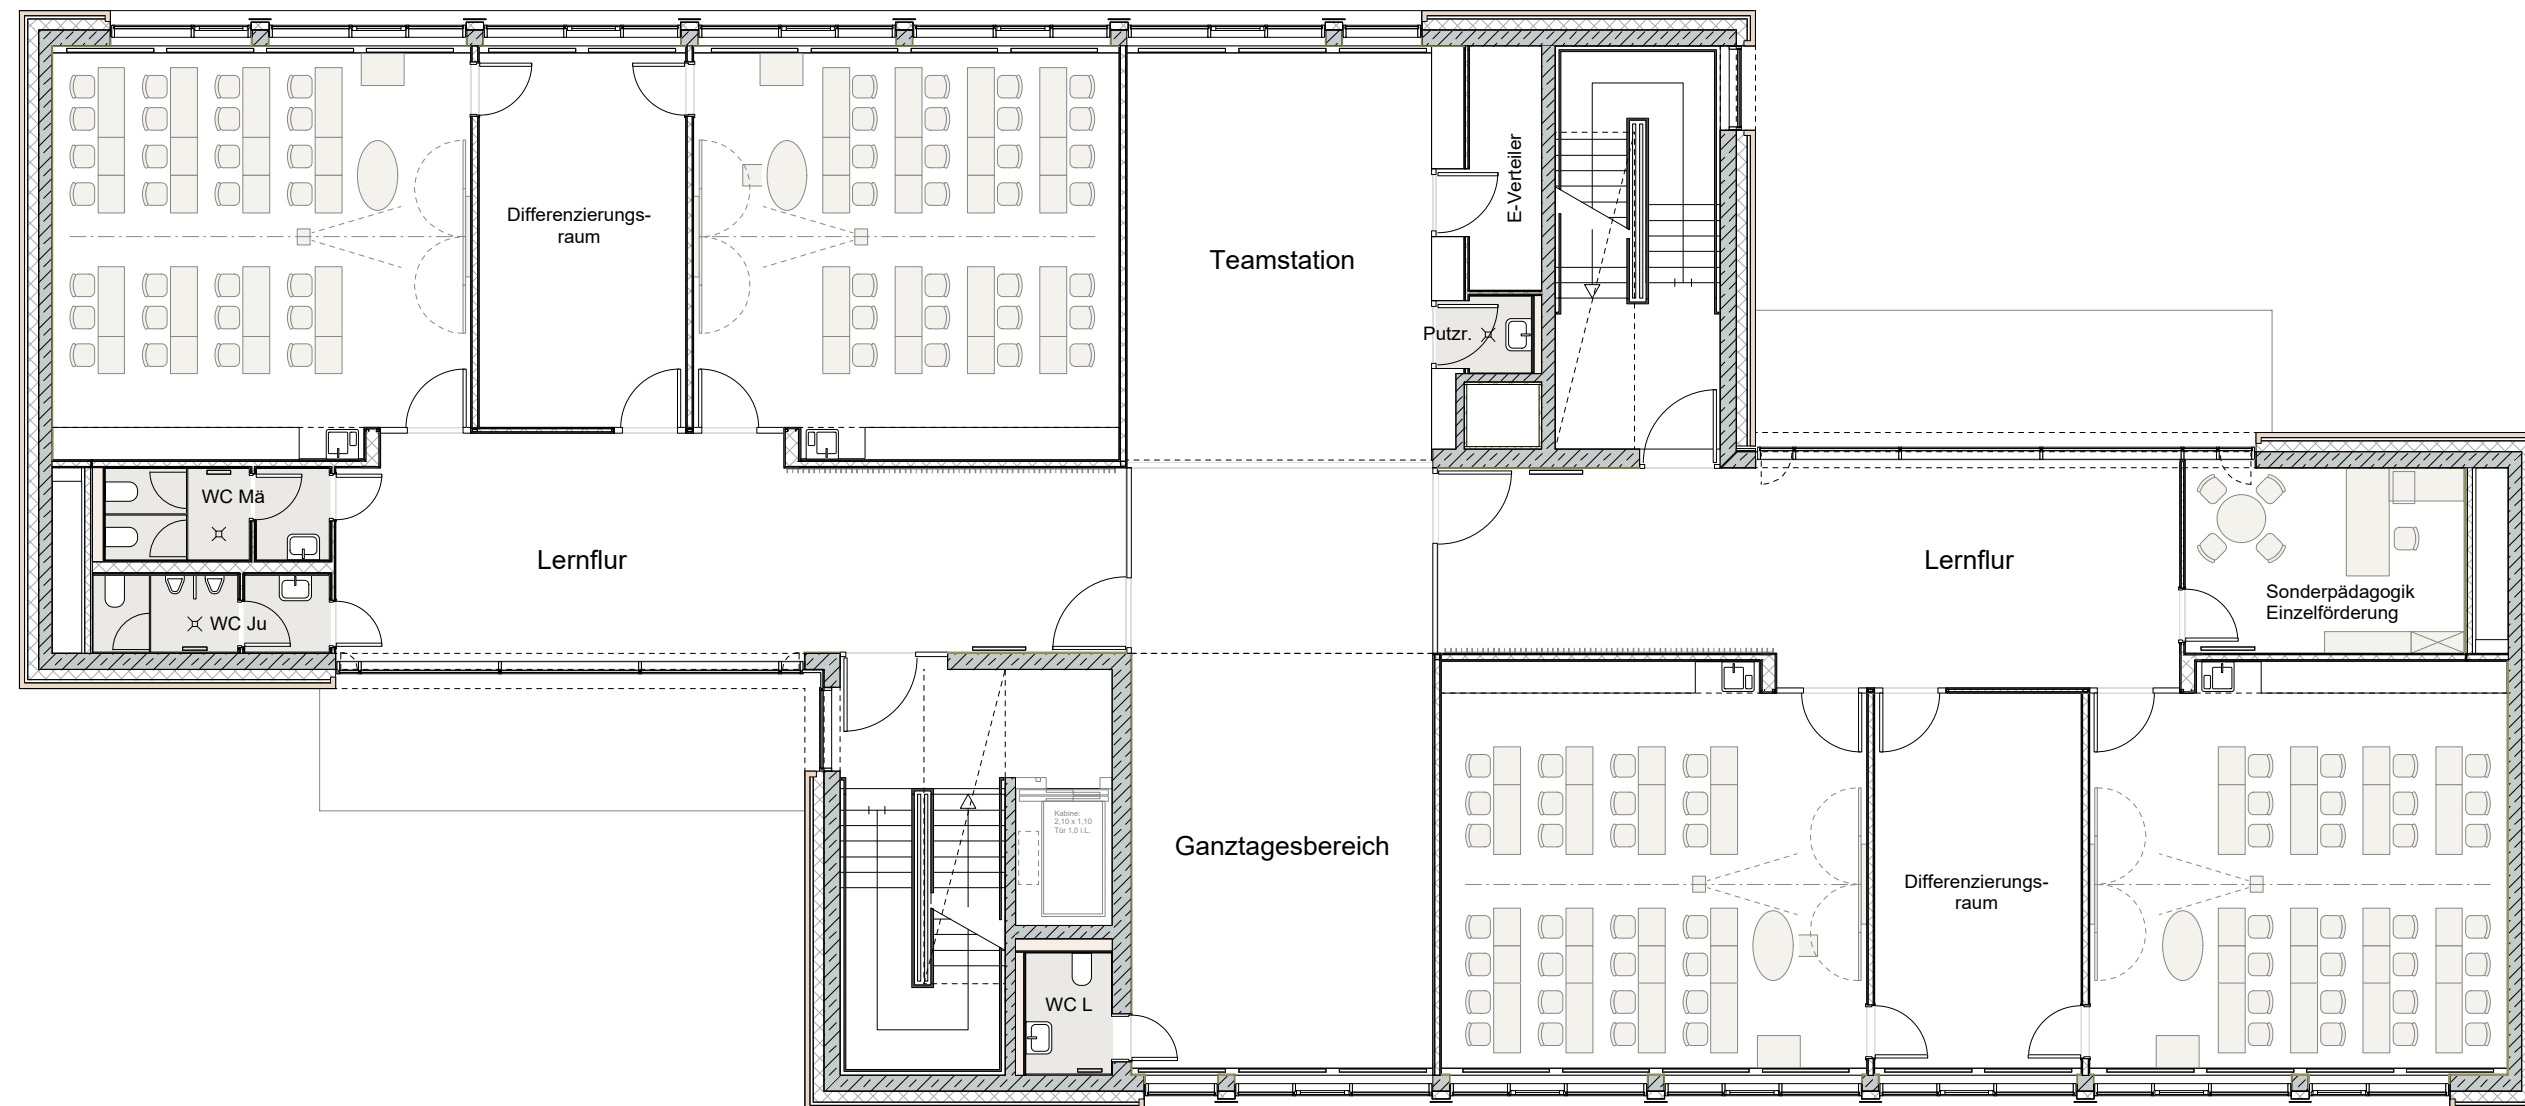 E-Verteiler
Differenzierungs-
raum
Teamstation
Putzr.
WC Mä
Lernflur
Lernflur
Sonderpädagogik
Einzelförderung
WC Ju
Kabine:
2,10 x 1,10
Tür 1,0 i.L.
Ganztagesbereich
Differenzierungs-
raum
WC L